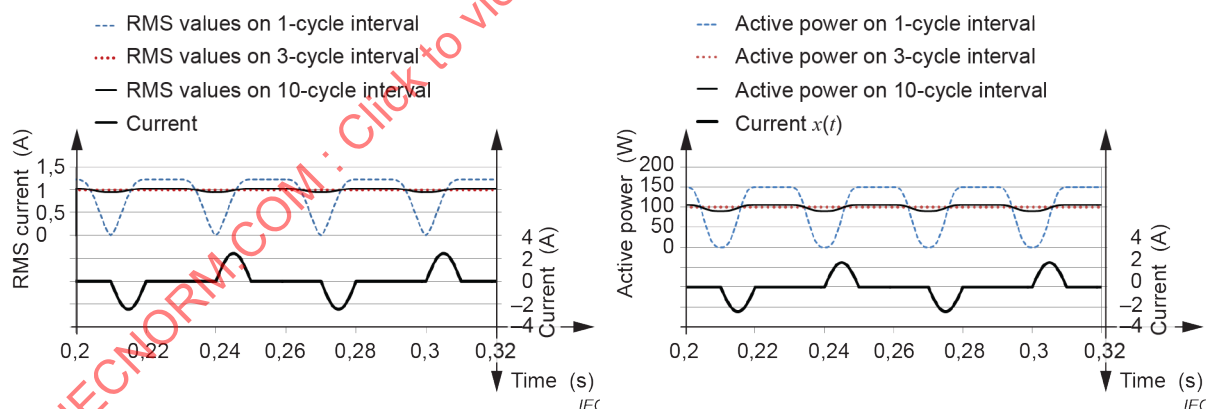 RMS values on 1-cycle interval
RMS values on 3-cycle interval
RMS values on 10-cycle interval
Current
RMS current (A)
1,5
1
0,5
0
4
2
0
–2
–4
Current (A)
0,2
0,22
0,24
0,26
0,28
0,3
0,32
Time (s)
IEC
Active power on 1-cycle interval
Active power on 3-cycle interval
Active power on 10-cycle interval
Current x(t)
Active power (W)
200
150
100
50
0
4
2
0
–2
–4
Current (A)
0,2
0,22
0,24
0,26
0,28
0,3
0,32
Time (s)
IEC
IECNORM.COM : Click to